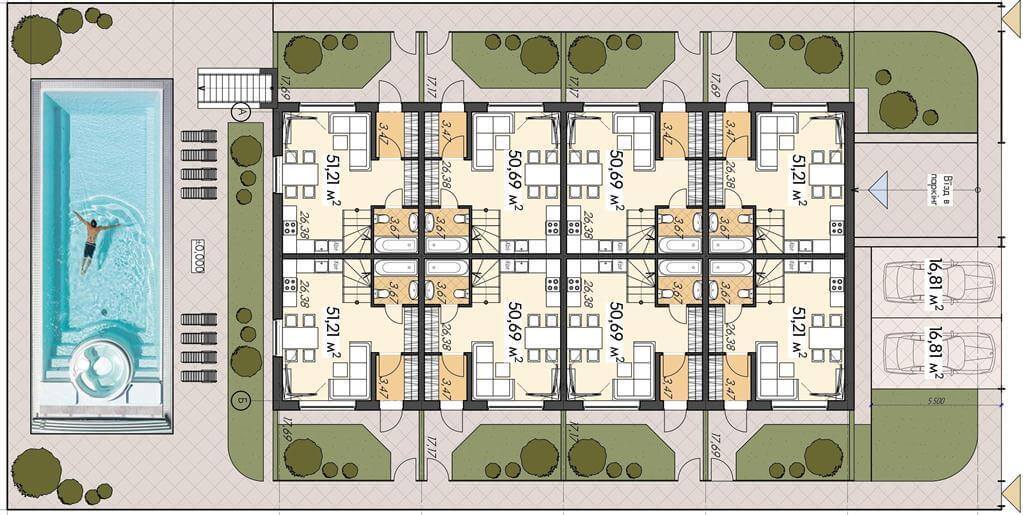 17,69
17,17
17,17
17,69
А
3,47
3,47
3,47
3,47
51,21 м²
26,38
50,69 м²
50,69 м²
26,38
51,21 м²
В'їзд в
паркінг
26,38
3,67
3,67
26,38
3,67
3,67
Хол
Хол
Хол
Хол
±0.000
26,38
3,67
3,67
26,38
3,67
3,67
16,81 м²
51,21 м²
26,38
50,69 м²
50,69 м²
26,38
51,21 м²
16,81 м²
3,47
3,47
3,47
3,47
Б
5 500
17,69
17,17
17,17
17,69